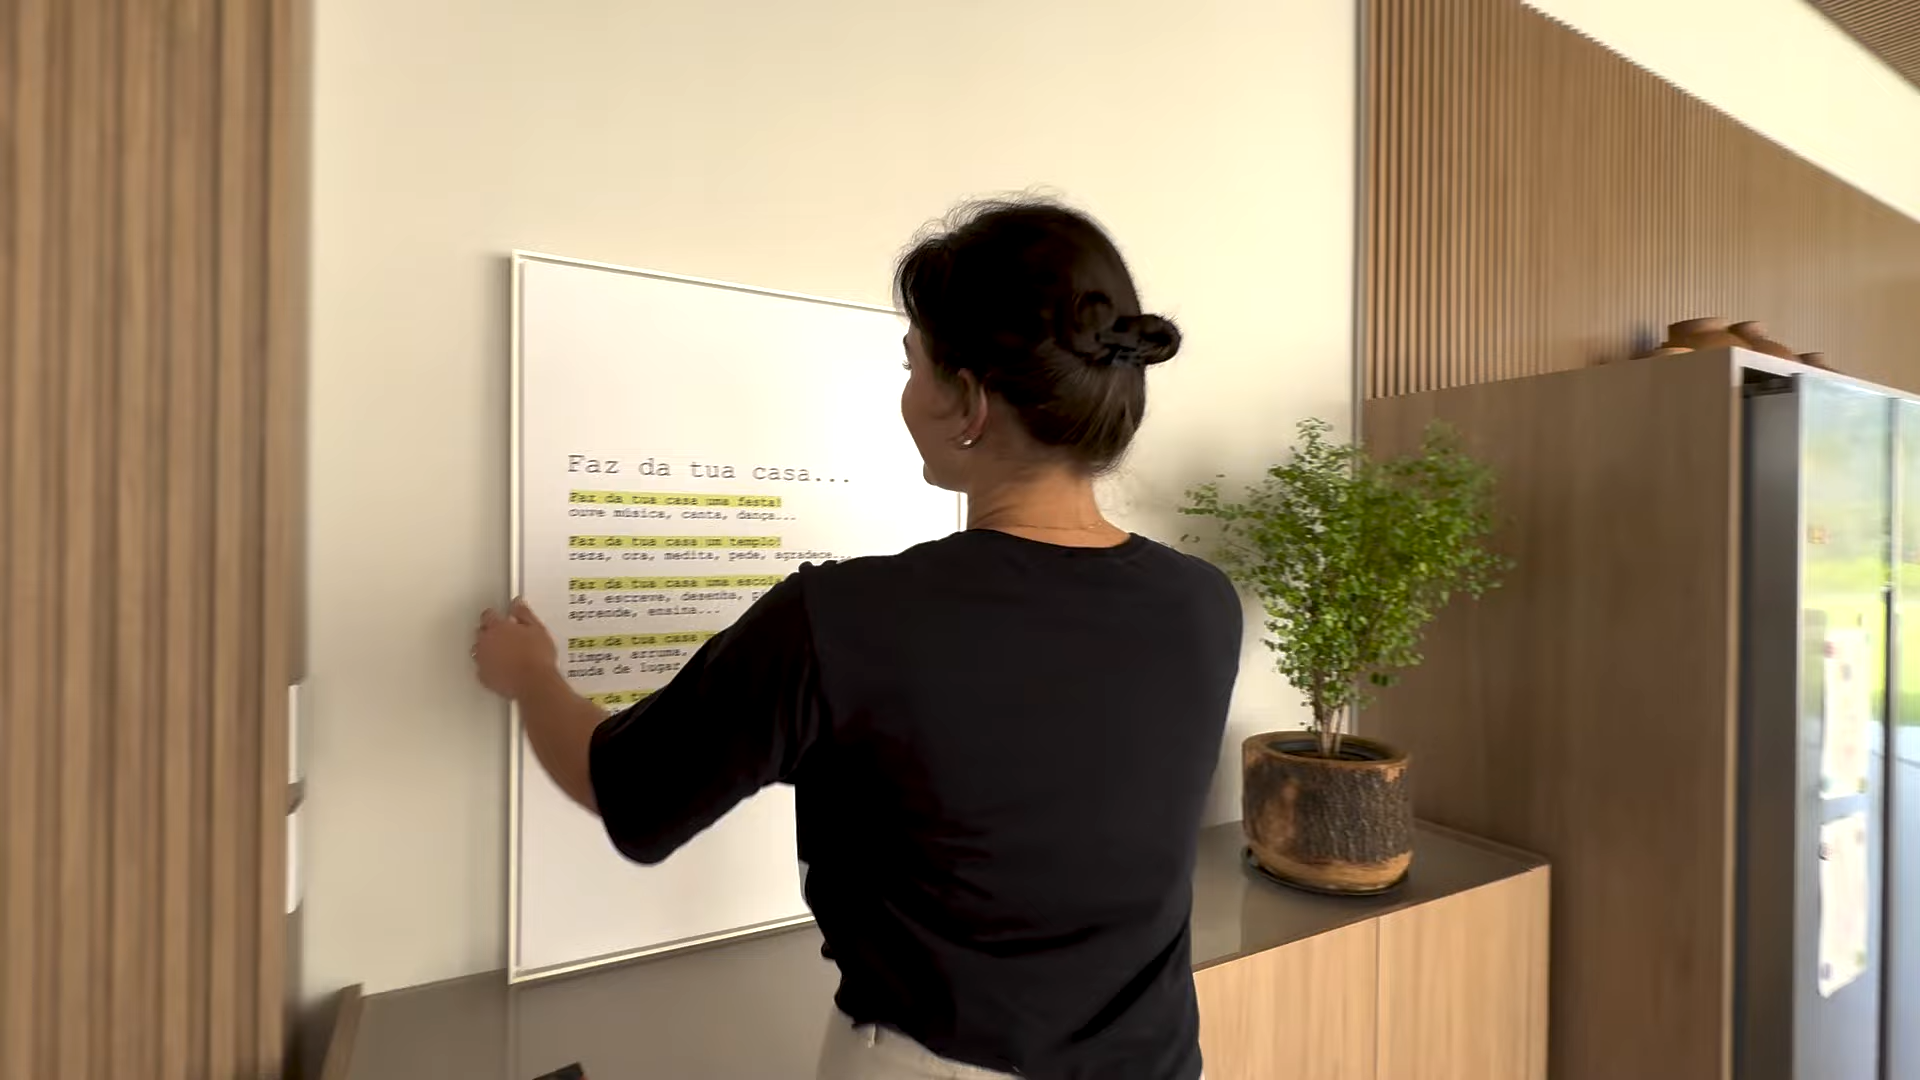 Faz da tua casa...
Faz da tua casa uma festa!
ouve música, canta, dança...
Faz da tua casa um templo!
reza, ora, medita, pede, agradece...
Faz da tua casa uma escola
lê, escreve, desenha,
aprende, ensina...
Faz da tua casa
limpa, arruma,
muda de lugar